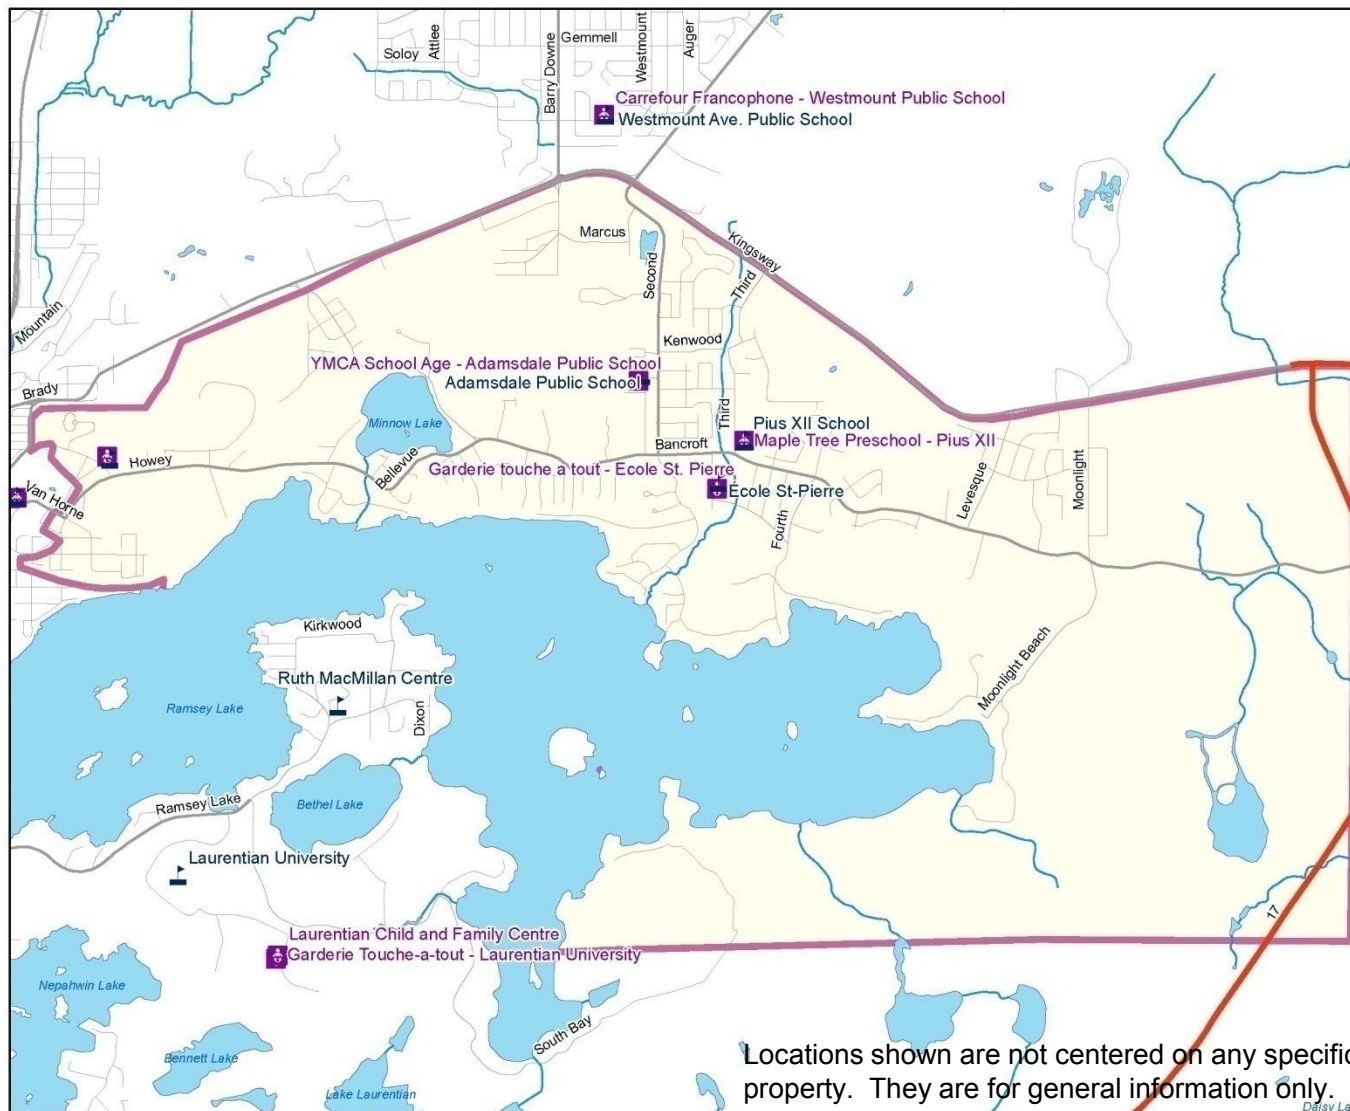 Gemmell
Soloy
Attlee
Barry Downe
Westmount
Auger
Carrefour Francophone - Westmount Public School
Westmount Ave. Public School
Marcus
Second
Kingsway
Third
Mountain
Kenwood
YMCA School Age - Adamsdale Public School
Adamsdale Public School
Brady
Minnow Lake
Third
Pius XII School
Maple Tree Preschool - Pius XII
Bancroft
Howey
Bellevue
Garderie touche a tout - Ecole St. Pierre
École St-Pierre
Van Horne
Levesque
Moonlight
Fourth
Kirkwood
Ruth MacMillan Centre
Moonlight Beach
Ramsey Lake
Dixon
Ramsey Lake
Bethel Lake
Laurentian University
17
Laurentian Child and Family Centre
Garderie Touche-a-tout - Laurentian University
Nepahwin Lake
South Bay
Bennett Lake
Lake Laurentian
Locations shown are not centered on any specific
property. They are for general information only.
Daisy La